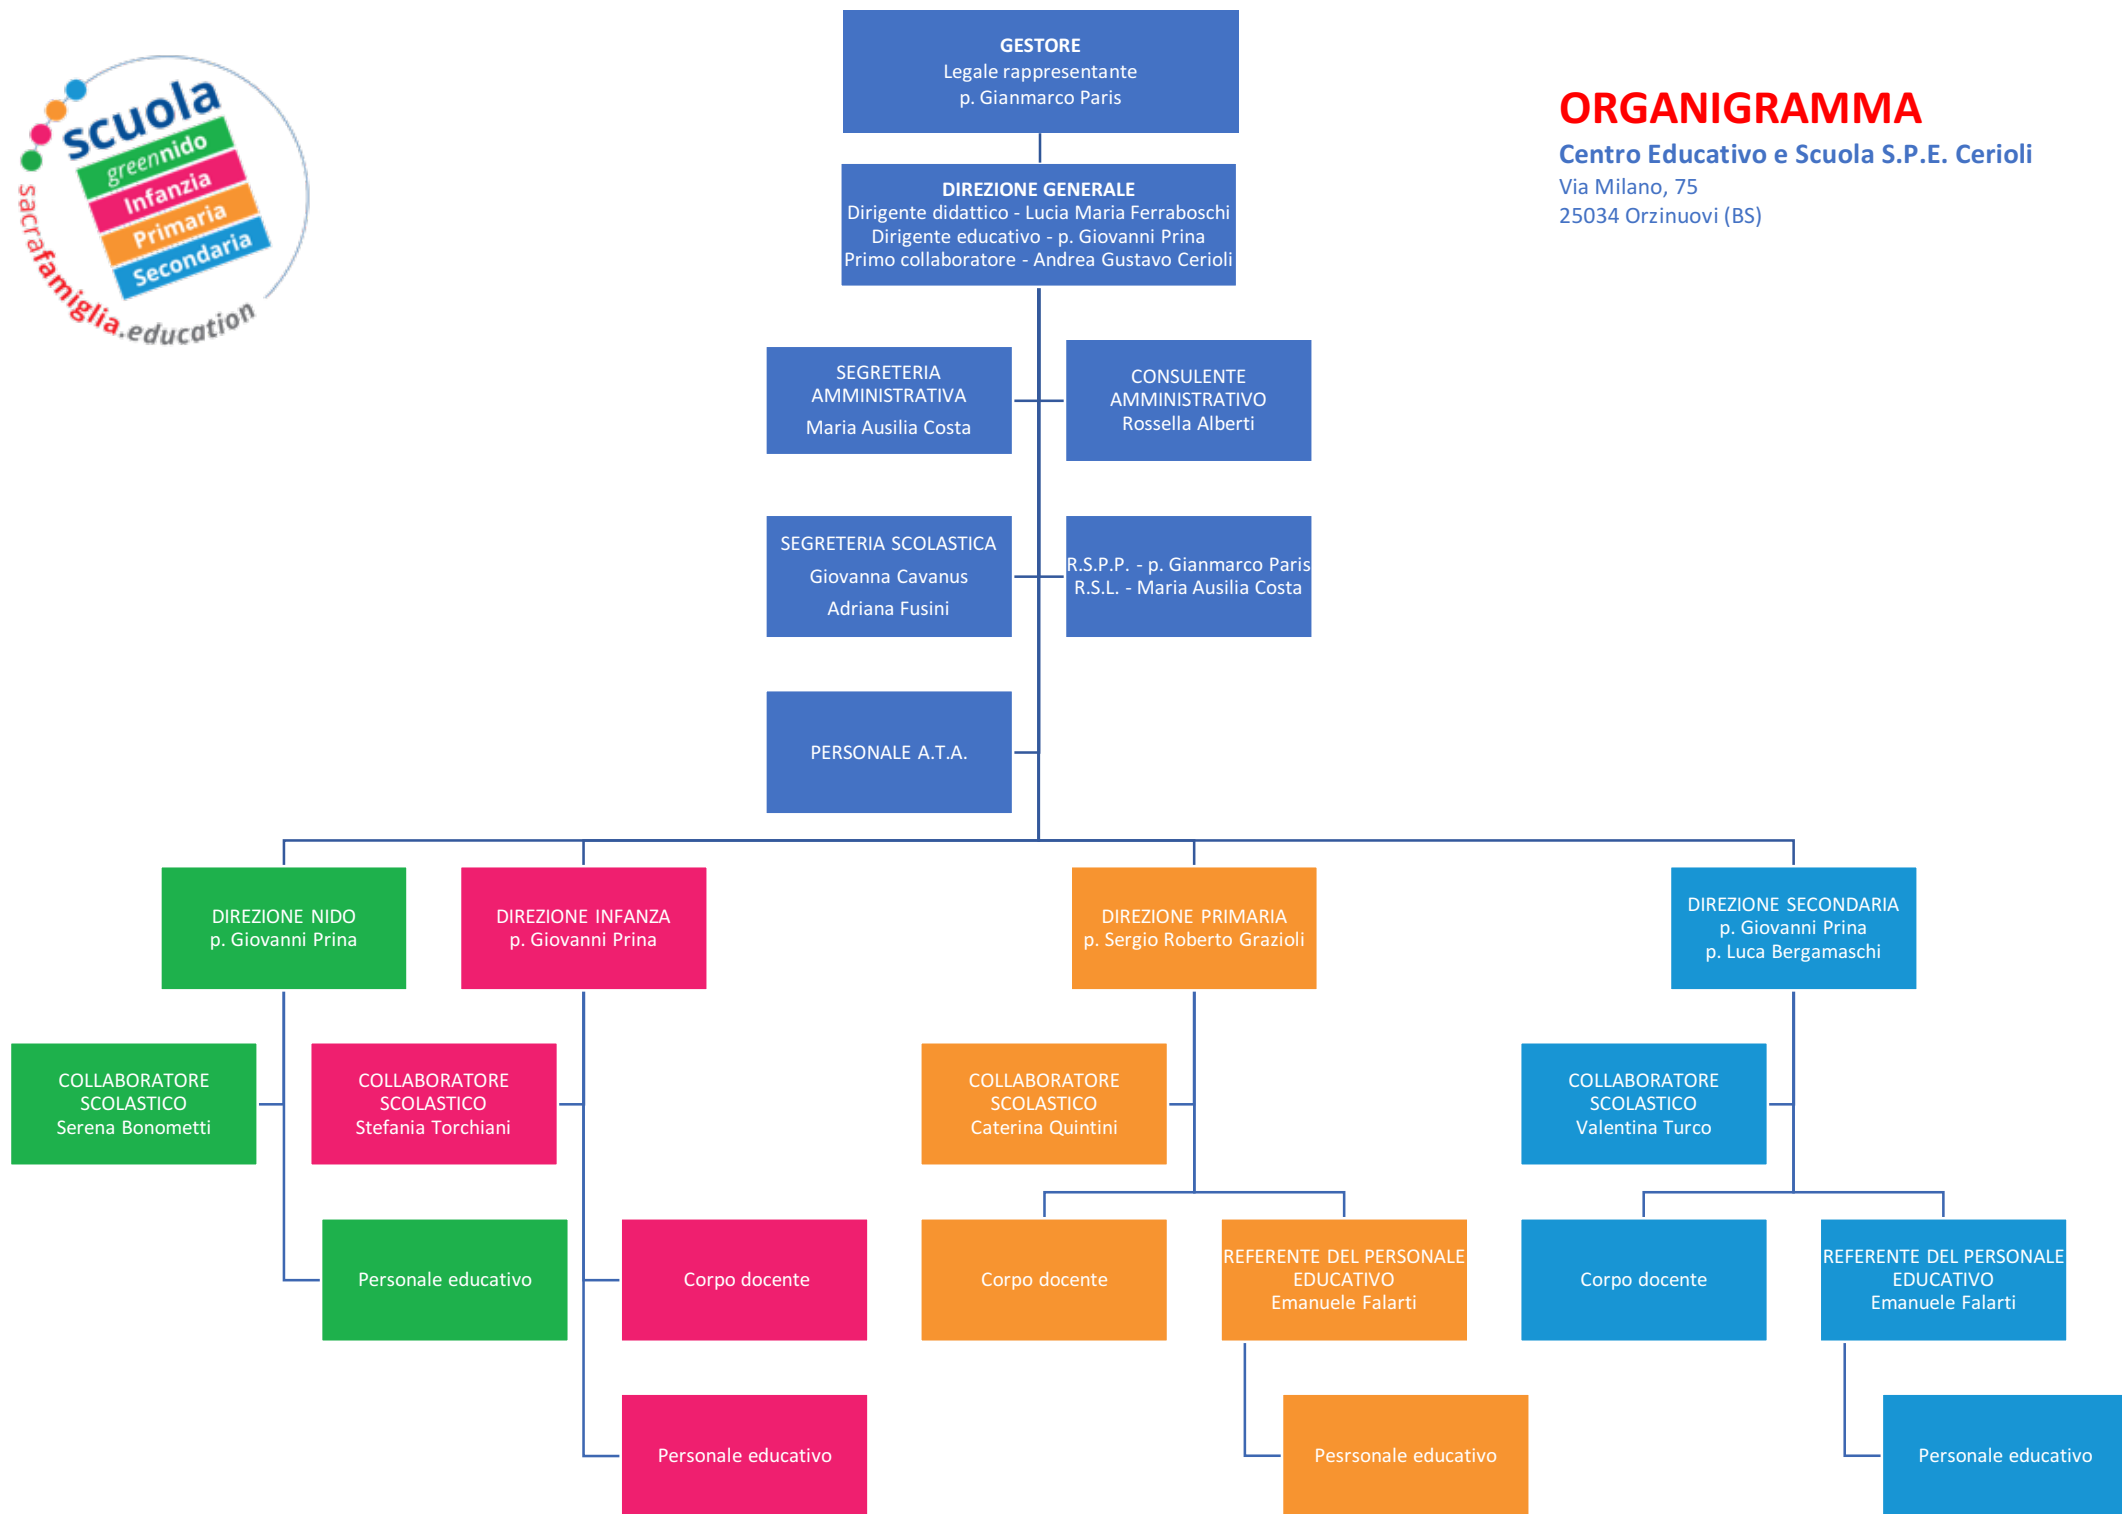 scuola
greennido
Infanzia
Primaria
Secondaria
sacrafamiglia.education
GESTORE
Legale rappresentante
p. Gianmarco Paris
ORGANIGRAMMA
Centro Educativo e Scuola S.P.E. Cerioli
Via Milano, 75
25034 Orzinuovi (BS)
DIREZIONE GENERALE
Dirigente didattico - Lucia Maria Ferraboschi
Dirigente educativo - p. Giovanni Prina
Primo collaboratore - Andrea Gustavo Cerioli
SEGRETERIA
AMMINISTRATIVA
Maria Ausilia Costa
CONSULENTE
AMMINISTRATIVO
Rossella Alberti
SEGRETERIA SCOLASTICA
Giovanna Cavanus
Adriana Fusini
R.S.P.P. - p. Gianmarco Paris
R.S.L. - Maria Ausilia Costa
PERSONALE A.T.A.
DIREZIONE NIDO
p. Giovanni Prina
DIREZIONE INFANZA
p. Giovanni Prina
DIREZIONE PRIMARIA
p. Sergio Roberto Grazioli
DIREZIONE SECONDARIA
p. Giovanni Prina
p. Luca Bergamaschi
COLLABORATORE
SCOLASTICO
Serena Bonometti
COLLABORATORE
SCOLASTICO
Stefania Torchiani
COLLABORATORE
SCOLASTICO
Caterina Quintini
COLLABORATORE
SCOLASTICO
Valentina Turco
Personale educativo
Corpo docente
Corpo docente
REFERENTE DEL PERSONALE
EDUCATIVO
Emanuele Falarti
Corpo docente
REFERENTE DEL PERSONALE
EDUCATIVO
Emanuele Falarti
Personale educativo
Pesrsonale educativo
Personale educativo